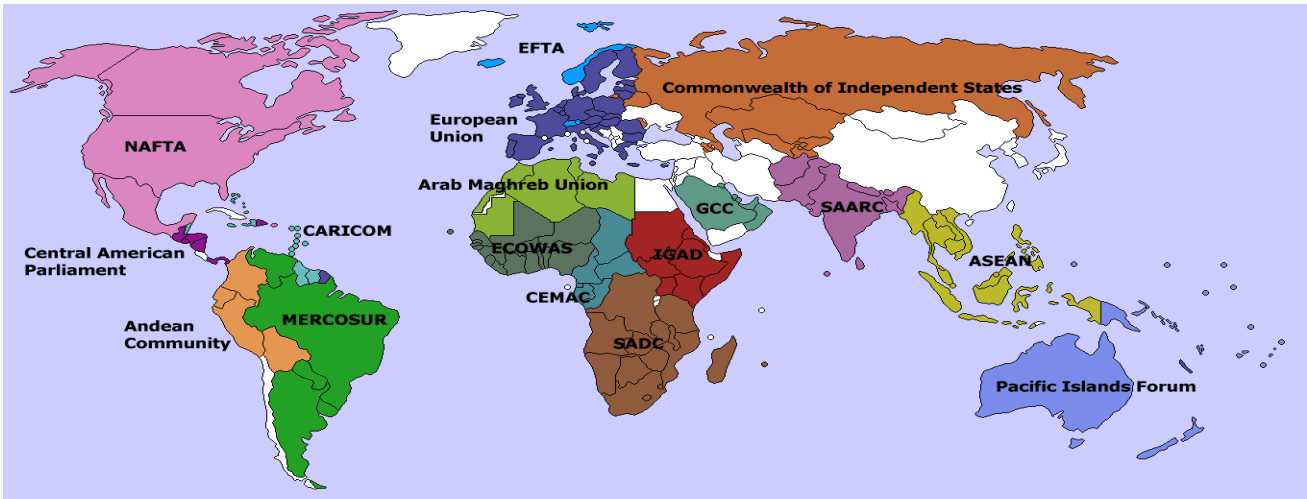 EFTA
Commonwealth of Independent States
European
Union
NAFTA
Arab Maghreb Union
GCC
SAARC
CARICOM
ECOWAS
IGAD
Central American
Parliament
ASEAN
CEMAC
MERCOSUR
Andean
Community
SADC
Pacific Islands Forum